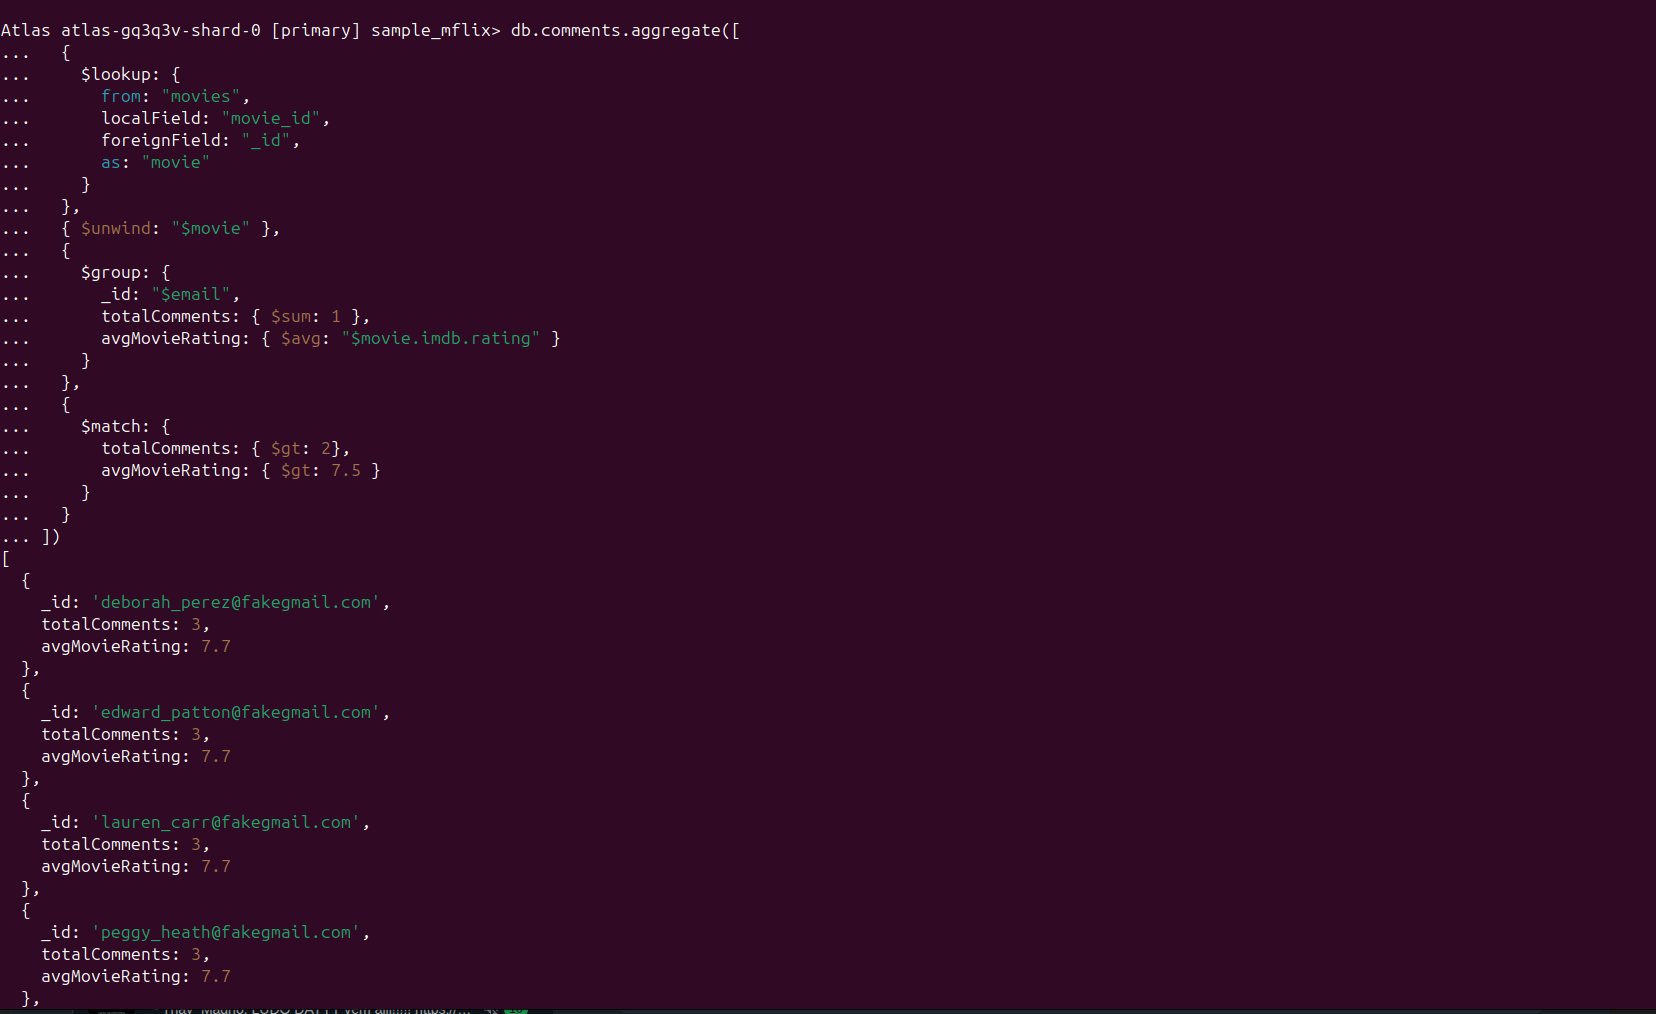 Atlas atlas-gq3q3v-shard-0 [primary] sample_mflix> db.comments.aggregate([
...   {
...     $lookup: {
...       from: "movies",
...       localField: "movie_id",
...       foreignField: "_id",
...       as: "movie"
...     }
...   },
...   { $unwind: "$movie" },
...   {
...     $group: {
...       _id: "$email",
...       totalComments: { $sum: 1 },
...       avgMovieRating: { $avg: "$movie.imdb.rating" }
...     }
...   },
...   {
...     $match: {
...       totalComments: { $gt: 2},
...       avgMovieRating: { $gt: 7.5 }
...     }
...   }
... ])
[
  {
    _id: 'deborah_perez@fakegmail.com',
    totalComments: 3,
    avgMovieRating: 7.7
  },
  {
    _id: 'edward_patton@fakegmail.com',
    totalComments: 3,
    avgMovieRating: 7.7
  },
  {
    _id: 'lauren_carr@fakegmail.com',
    totalComments: 3,
    avgMovieRating: 7.7
  },
  {
    _id: 'peggy_heath@fakegmail.com',
    totalComments: 3,
    avgMovieRating: 7.7
  },